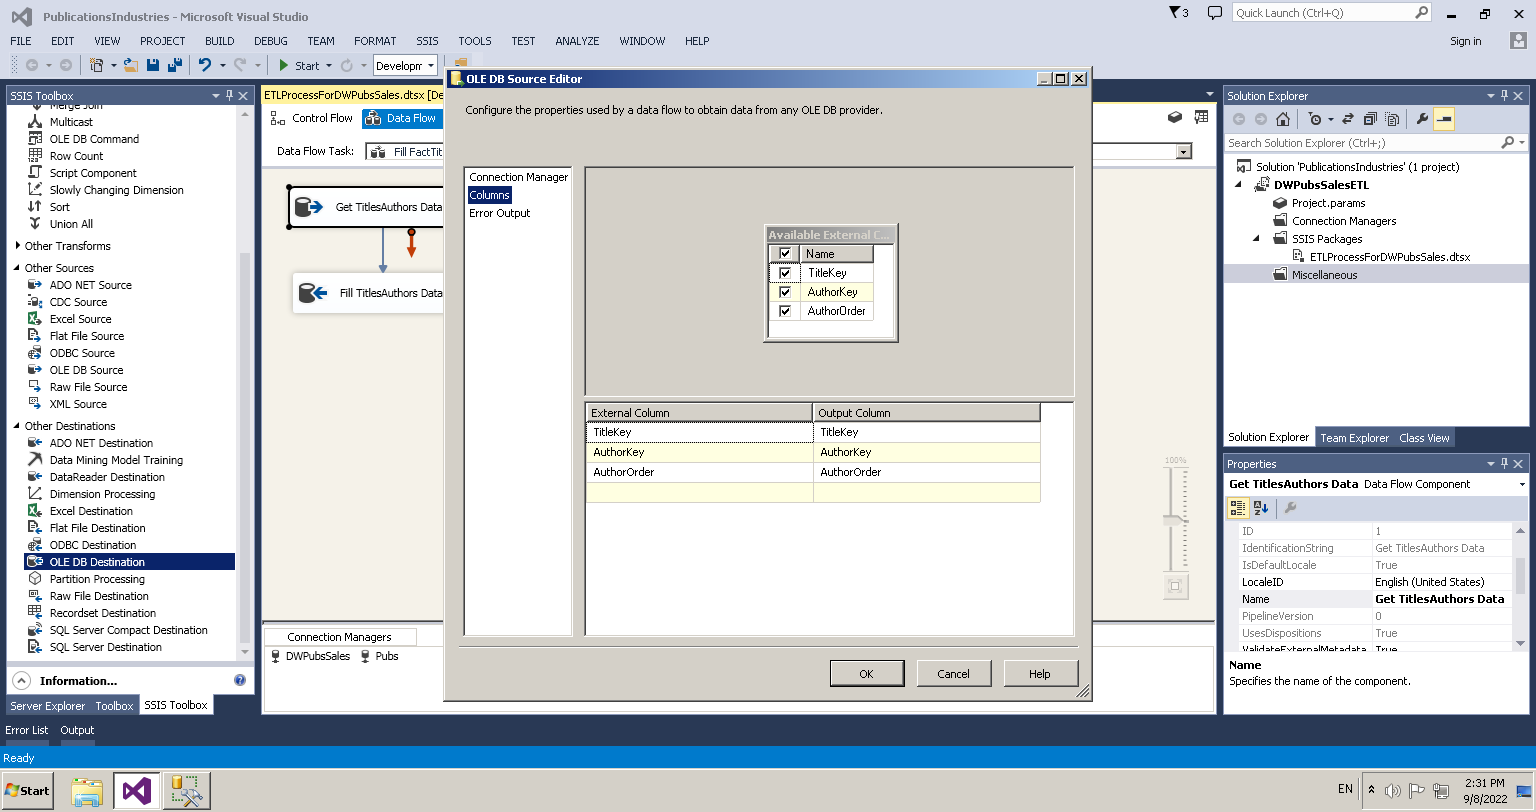 PublicationsIndustries - Microsoft Visual Studio
3
Quick Launch (Ctrl+Q)
FILE EDIT VIEW PROJECT BUILD DEBUG TEAM FORMAT SSIS TOOLS TEST ANALYZE WINDOW HELP
Sign in
Start
Developm
SSIS Toolbox
Merge Join
Multicast
OLE DB Command
Row Count
Script Component
Slowly Changing Dimension
Sort
Union All
Other Transforms
Other Sources
ADO NET Source
CDC Source
Excel Source
Flat File Source
ODBC Source
OLE DB Source
Raw File Source
XML Source
Other Destinations
ADO NET Destination
Data Mining Model Training
DataReader Destination
Dimension Processing
Excel Destination
Flat File Destination
ODBC Destination
OLE DB Destination
Partition Processing
Raw File Destination
Recordset Destination
SQL Server Compact Destination
SQL Server Destination
Information...
Server Explorer Toolbox SSIS Toolbox
ETLProcessForDWPubsSales.dtsx [De
Control Flow Data Flow
Data Flow Task: Fill FactTit
Get TitlesAuthors Data
Fill TitlesAuthors Data
100%
Connection Managers
DWPubsSales Pubs
OLE DB Source Editor
Configure the properties used by a data flow to obtain data from any OLE DB provider.
Connection Manager
Columns
Error Output
Available External C...
Name
TitleKey
AuthorKey
AuthorOrder
External Column Output Column
TitleKey TitleKey
AuthorKey AuthorKey
AuthorOrder AuthorOrder
OK Cancel Help
Solution Explorer
Search Solution Explorer (Ctrl+;)
Solution 'PublicationsIndustries' (1 project)
DWPubsSalesETL
Project.params
Connection Managers
SSIS Packages
ETLProcessForDWPubsSales.dtsx
Miscellaneous
Solution Explorer Team Explorer Class View
Properties
Get TitlesAuthors Data Data Flow Component
ID 1
IdentificationString Get TitlesAuthors Data
IsDefaultLocale True
LocaleID English (United States)
Name Get TitlesAuthors Data
PipelineVersion 0
UsesDispositions True
ValidateExternalMetadata True
Name
Specifies the name of the component.
Error List Output
Ready
Start
EN
2:31 PM
9/8/2022